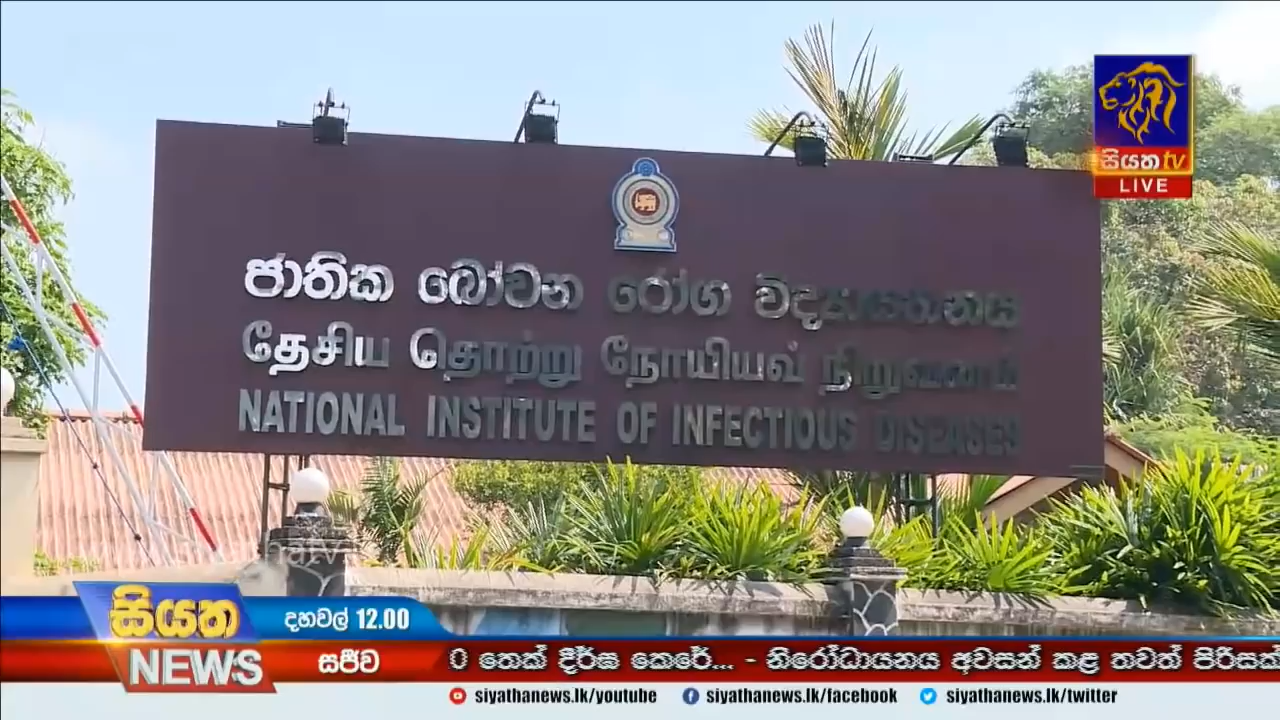 සියත tv
LIVE
ජාතික බෝවන රෝග විද්‍යායතනය
தேசிய தொற்று நோயியல் நிறுவனம்
NATIONAL INSTITUTE OF INFECTIOUS DISEASES
සියත
NEWS
දහවල් 12.00
සජීව
0 තෙක් දීර්ඝ කෙරේ... - නිරෝධායනය අවසන් කළ තවත් පිරිසක්
siyathanews.lk/youtube siyathanews.lk/facebook siyathanews.lk/twitter